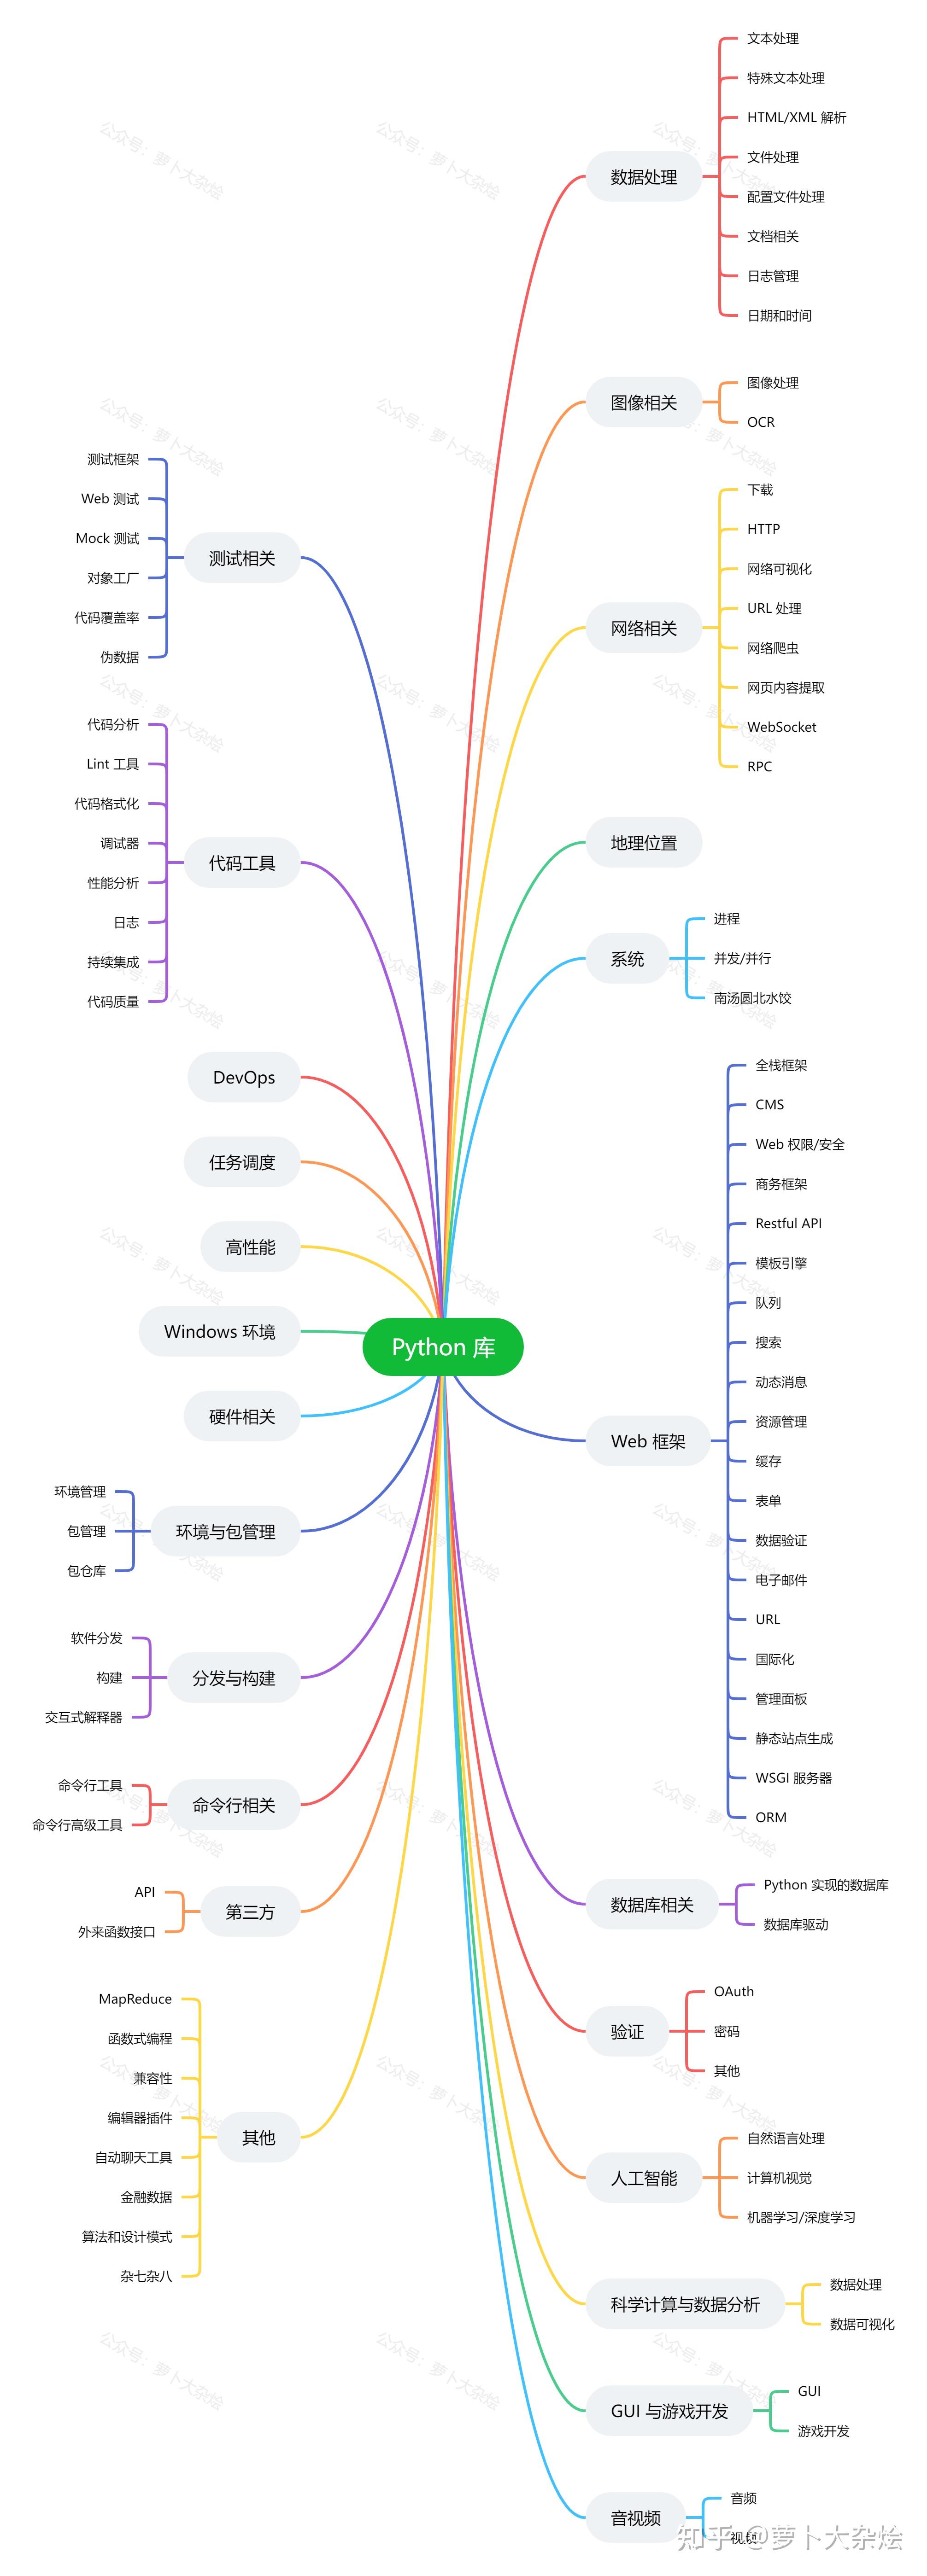 Python 库
数据处理
文本处理
特殊文本处理
HTML/XML 解析
文件处理
配置文件处理
文档相关
日志管理
日期和时间
图像相关
图像处理
OCR
网络相关
下载
HTTP
网络可视化
URL 处理
网络爬虫
网页内容提取
WebSocket
RPC
地理位置
系统
进程
并发/并行
南汤圆北水饺
Web 框架
全栈框架
CMS
Web 权限/安全
商务框架
Restful API
模板引擎
队列
搜索
动态消息
资源管理
缓存
表单
数据验证
电子邮件
URL
国际化
管理面板
静态站点生成
WSGI 服务器
ORM
数据库相关
Python 实现的数据库
数据库驱动
验证
OAuth
密码
其他
人工智能
自然语言处理
计算机视觉
机器学习/深度学习
科学计算与数据分析
数据处理
数据可视化
GUI 与游戏开发
GUI
游戏开发
音视频
音频
视频
测试相关
测试框架
Web 测试
Mock 测试
对象工厂
代码覆盖率
伪数据
代码工具
代码分析
Lint 工具
代码格式化
调试器
性能分析
日志
持续集成
代码质量
DevOps
任务调度
高性能
Windows 环境
硬件相关
环境与包管理
环境管理
包管理
包仓库
分发与构建
软件分发
构建
交互式解释器
命令行相关
命令行工具
命令行高级工具
第三方
API
外来函数接口
其他
MapReduce
函数式编程
兼容性
编辑器插件
自动聊天工具
金融数据
算法和设计模式
杂七杂八
公众号：萝卜大杂烩
知乎 @萝卜大杂烩